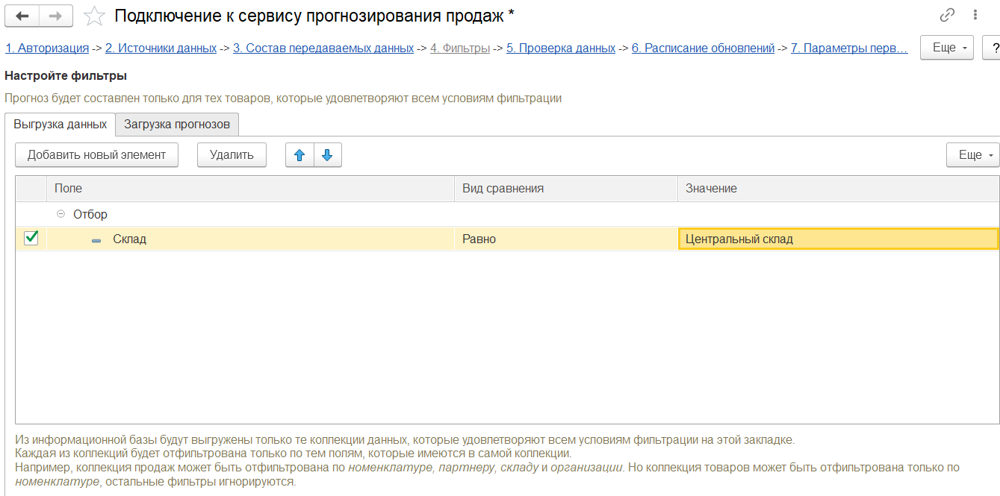 Подключение к сервису прогнозирования продаж *
1. Авторизация -> 2. Источники данных -> 3. Состав передаваемых данных -> 4. Фильтры -> 5. Проверка данных -> 6. Расписание обновлений -> 7. Параметры перв... Еще ?
Настройте фильтры
Прогноз будет составлен только для тех товаров, которые удовлетворяют всем условиям фильтрации
Выгрузка данных Загрузка прогнозов
Добавить новый элемент Удалить Еще
Поле Вид сравнения Значение
Отбор
Склад Равно Центральный склад
Из информационной базы будут выгружены только те коллекции данных, которые удовлетворяют всем условиям фильтрации на этой закладке.
Каждая из коллекций будет отфильтрована только по тем полям, которые имеются в самой коллекции.
Например, коллекция продаж может быть отфильтрована по номенклатуре, партнеру, складу и организации. Но коллекция товаров может быть отфильтрована только по
номенклатуре, остальные фильтры игнорируются.